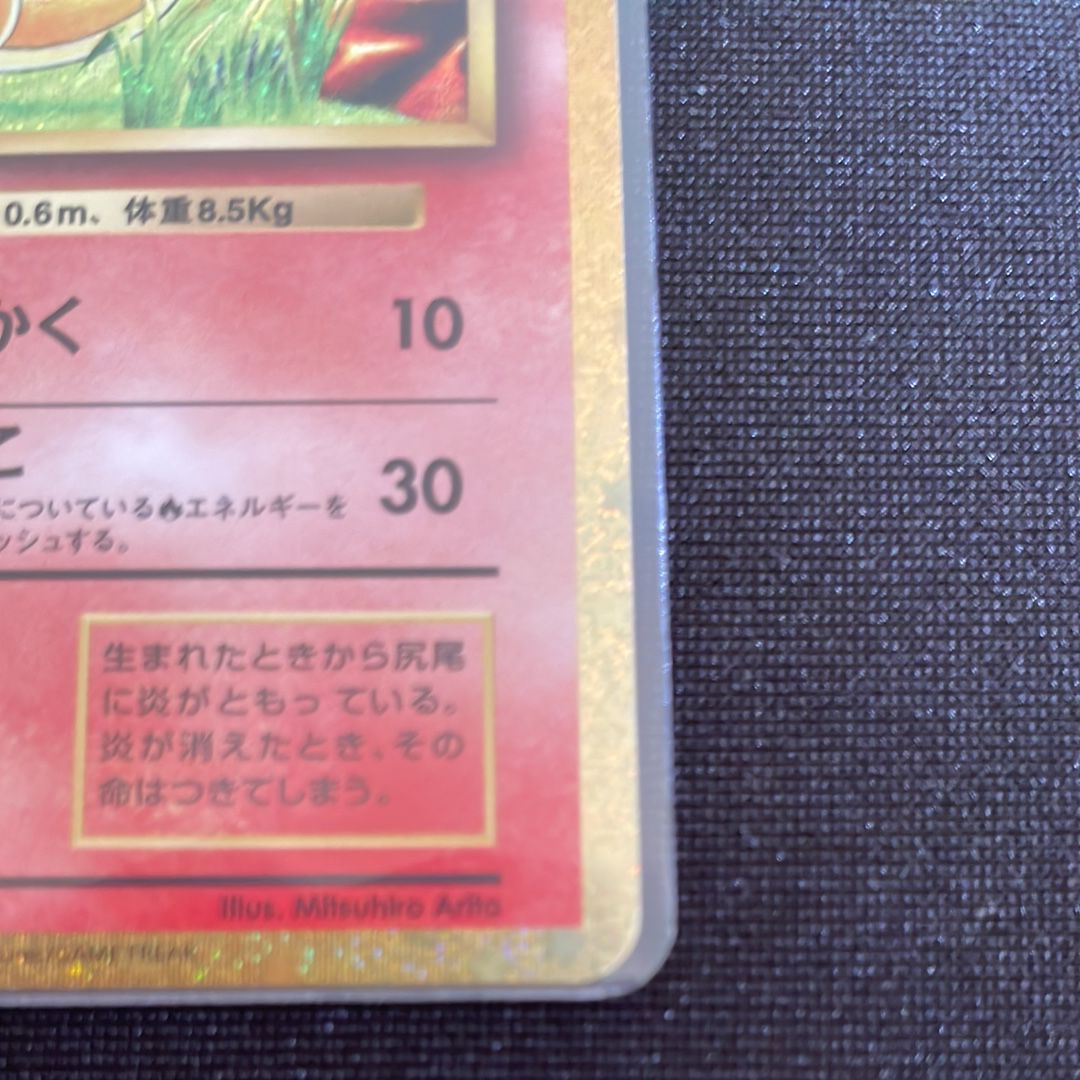 0.6m、体重8.5Kg
かく 10
こ 30
についている🔥エネルギーを
ッシュする。
生まれたときから尻尾
に炎がともっている。
炎が消えたとき、その
命はつきてしまう。
Illus. Mitsuhiro Arita
/GAME FREAK